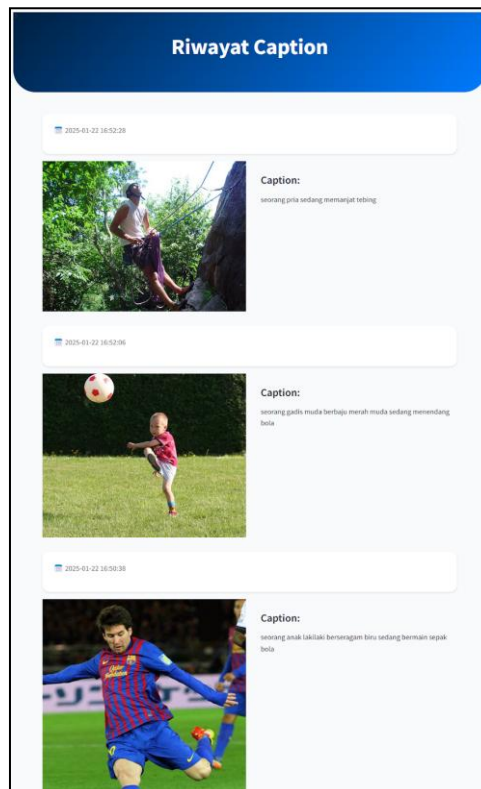 Riwayat Caption
2025-01-22 16:52:28
Caption:
seorang pria sedang memanjat tebing
2025-01-22 16:52:06
Caption:
seorang gadis muda berbaju merah muda sedang menendang
bola
2025-01-22 16:50:38
Caption:
seorang anak lakilaki berseragam biru sedang bermain sepak
bola